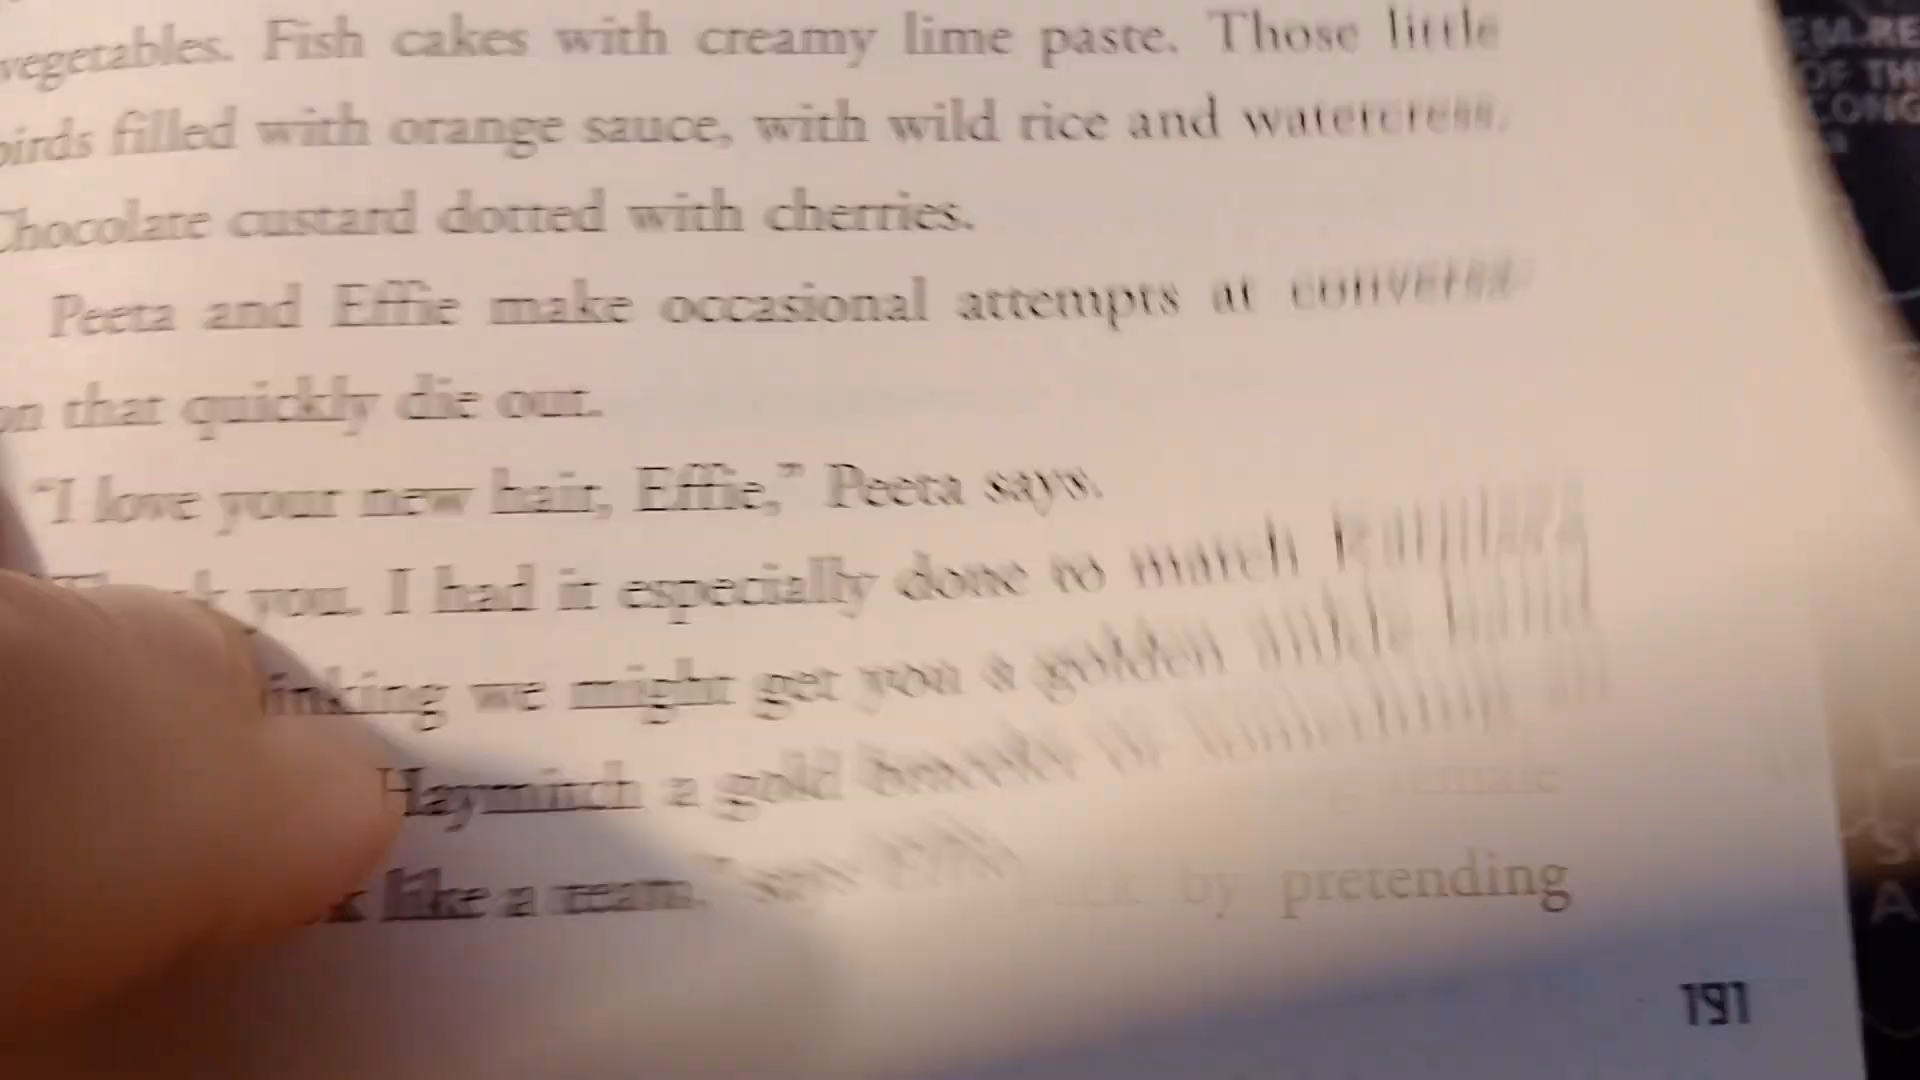 vegetables. Fish cakes with creamy lime paste. Those little
birds filled with orange sauce, with wild rice and watercress.
Chocolate custard dotted with cherries.
Peeta and Effie make occasional attempts at conversa-
on that quickly die out.
“I love your new hair, Effie,” Peeta says.
you. I had it especially done to match
inking we might get you a golden ankle band
Haymitch a gold
like a team,”
by pretending
191